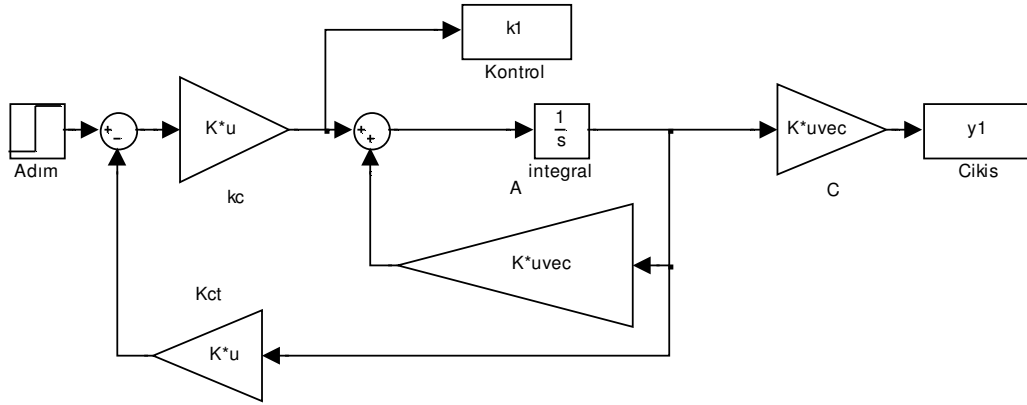 k1
Kontrol
+
−
Adım
K*u
kc
+
+
1
s
integral
A
K*uvec
C
y1
Cikis
K*uvec
Kct
K*u